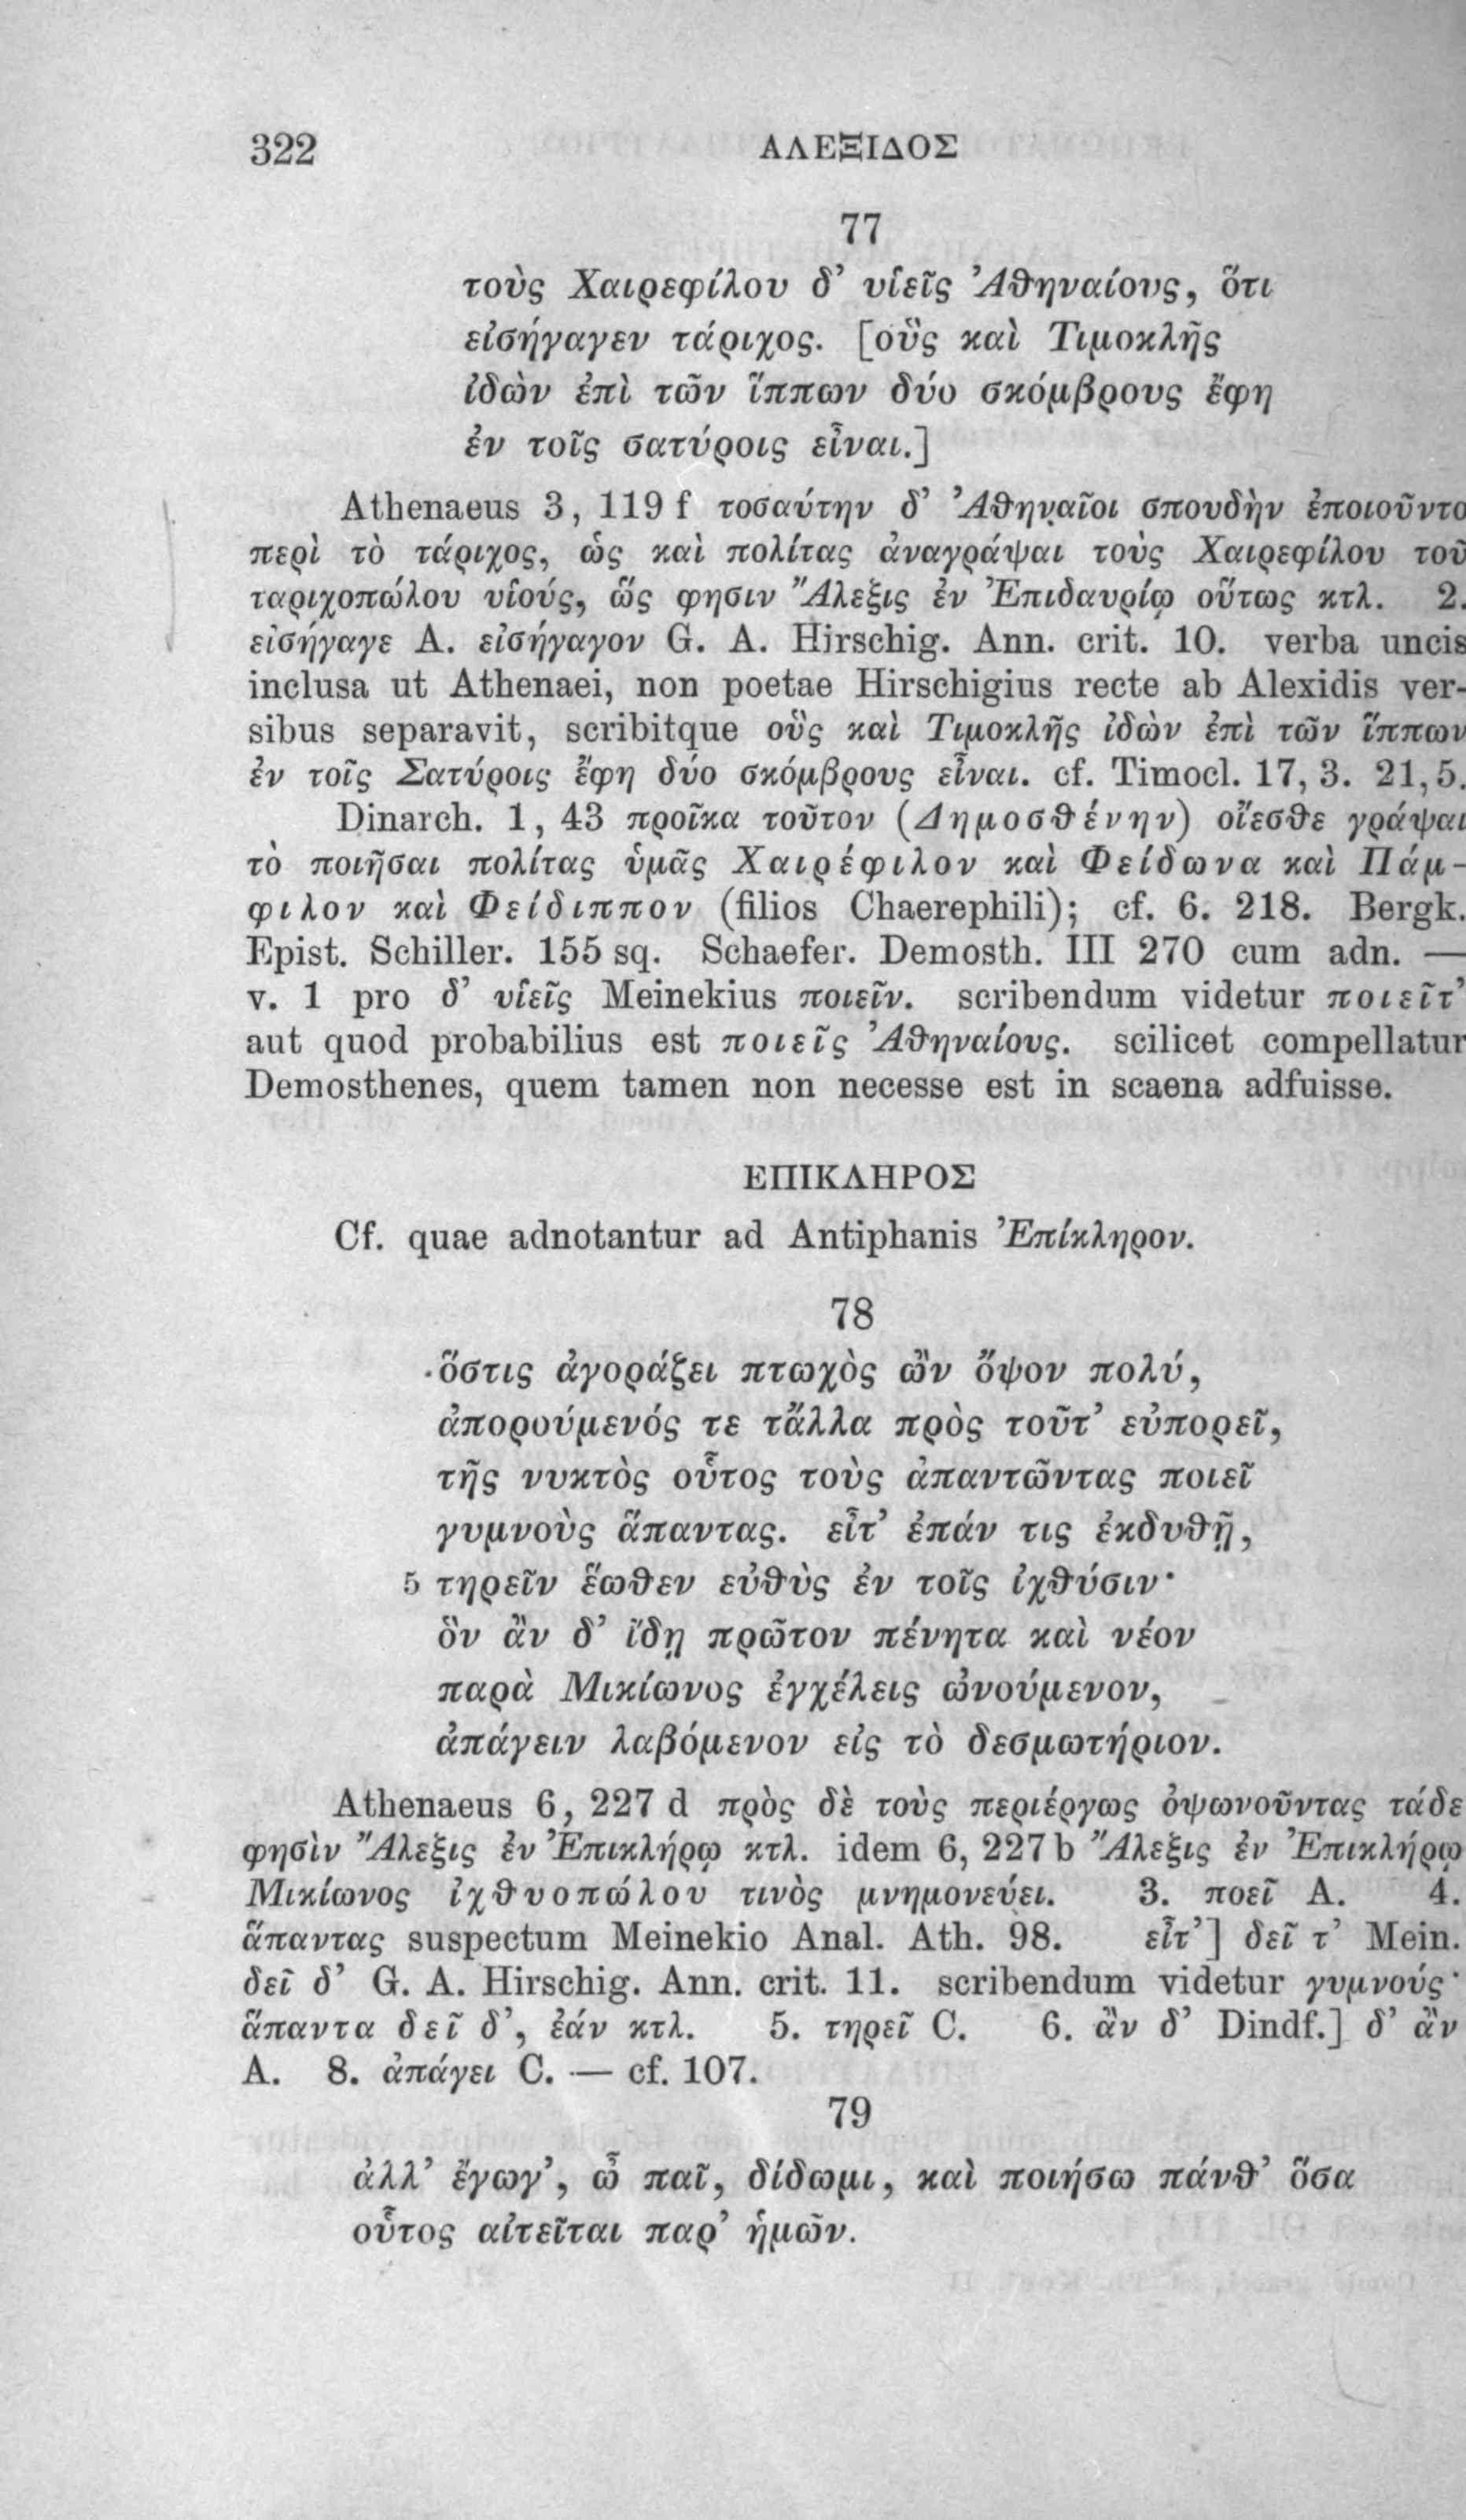 322 ΑΛΕΞΙΔΟΣ
77
τοὺς Χαιρεφίλου δ’ υἱεῖς Ἀθηναίους, ὅτι
εἰσήγαγεν τάριχος. [οὓς καὶ Τιμοκλῆς
ἰδὼν ἐπὶ τῶν ἵππων δύο σκόμβρους ἔφη
ἐν τοῖς σατύροις εἶναι.]
Athenaeus 3, 119 f τοσαύτην δ’ Ἀθηναῖοι σπουδὴν ἐποιοῦντο
περὶ τὸ τάριχος, ὡς καὶ πολίτας ἀναγράψαι τοὺς Χαιρεφίλου τοῦ
ταριχοπώλου υἱούς, ὥς φησιν Ἄλεξις ἐν Ἐπιδαυρίῳ οὕτως κτλ. 2.
εἰσήγαγε A. εἰσήγαγον G. A. Hirschig. Ann. crit. 10. verba uncis
inclusa ut Athenaei, non poetae Hirschigius recte ab Alexidis ver-
sibus separavit, scribitque οὓς καὶ Τιμοκλῆς ἰδὼν ἐπὶ τῶν ἵππων
ἐν τοῖς Σατύροις ἔφη δύο σκόμβρους εἶναι. cf. Timocl. 17, 3. 21, 5.
Dinarch. 1, 43 προῖκα τοῦτον (Δημοσθένην) οἴεσθε γράψαι
τὸ ποιῆσαι πολίτας ὑμᾶς Χαιρέφιλον καὶ Φείδωνα καὶ Πάμ-
φιλον καὶ Φείδιππον (filios Chaerephili); cf. 6. 218. Bergk.
Epist. Schiller. 155 sq. Schaefer. Demosth. III 270 cum adn. —
v. 1 pro δ’ υἱεῖς Meinekius ποιεῖν. scribendum videtur ποιεῖτ’
aut quod probabilius est ποιεῖς Ἀθηναίους. scilicet compellatur
Demosthenes, quem tamen non necesse est in scaena adfuisse.
ΕΠΙΚΛΗΡΟΣ
Cf. quae adnotantur ad Antiphanis Ἐπίκληρον.
78
ὅστις ἀγοράζει πτωχὸς ὢν ὄψον πολύ,
ἀπορούμενός τε τἄλλα πρὸς τοῦτ’ εὐπορεῖ,
τῆς νυκτὸς οὗτος τοὺς ἀπαντῶντας ποιεῖ
γυμνοὺς ἅπαντας. εἶτ’ ἐπάν τις ἐκδυθῇ,
5 τηρεῖν ἕωθεν εὐθὺς ἐν τοῖς ἰχθύσιν·
ὃν ἂν δ’ ἴδῃ πρῶτον πένητα καὶ νέον
παρὰ Μικίωνος ἐγχέλεις ὠνούμενον,
ἀπάγειν λαβόμενον εἰς τὸ δεσμωτήριον.
Athenaeus 6, 227 d πρὸς δὲ τοὺς περιέργως ὀψωνοῦντας τάδε
φησὶν Ἄλεξις ἐν Ἐπικλήρῳ κτλ. idem 6, 227 b Ἄλεξις ἐν Ἐπικλήρῳ
Μικίωνος ἰχθυοπώλου τινὸς μνημονεύει. 3. ποεῖ A. 4.
ἅπαντας suspectum Meinekio Anal. Ath. 98. εἶτ’] δεῖ τ’ Mein.
δεῖ δ’ G. A. Hirschig. Ann. crit. 11. scribendum videtur γυμνούς·
ἅπαντα δεῖ δ’, ἐάν κτλ. 5. τηρεῖ C. 6. ἂν δ’ Dindf.] δ’ ἂν
A. 8. ἀπάγει C. — cf. 107.
79
ἀλλ’ ἔγωγ’, ὦ παῖ, δίδωμι, καὶ ποιήσω πάνθ’ ὅσα
οὗτος αἰτεῖται παρ’ ἡμῶν.